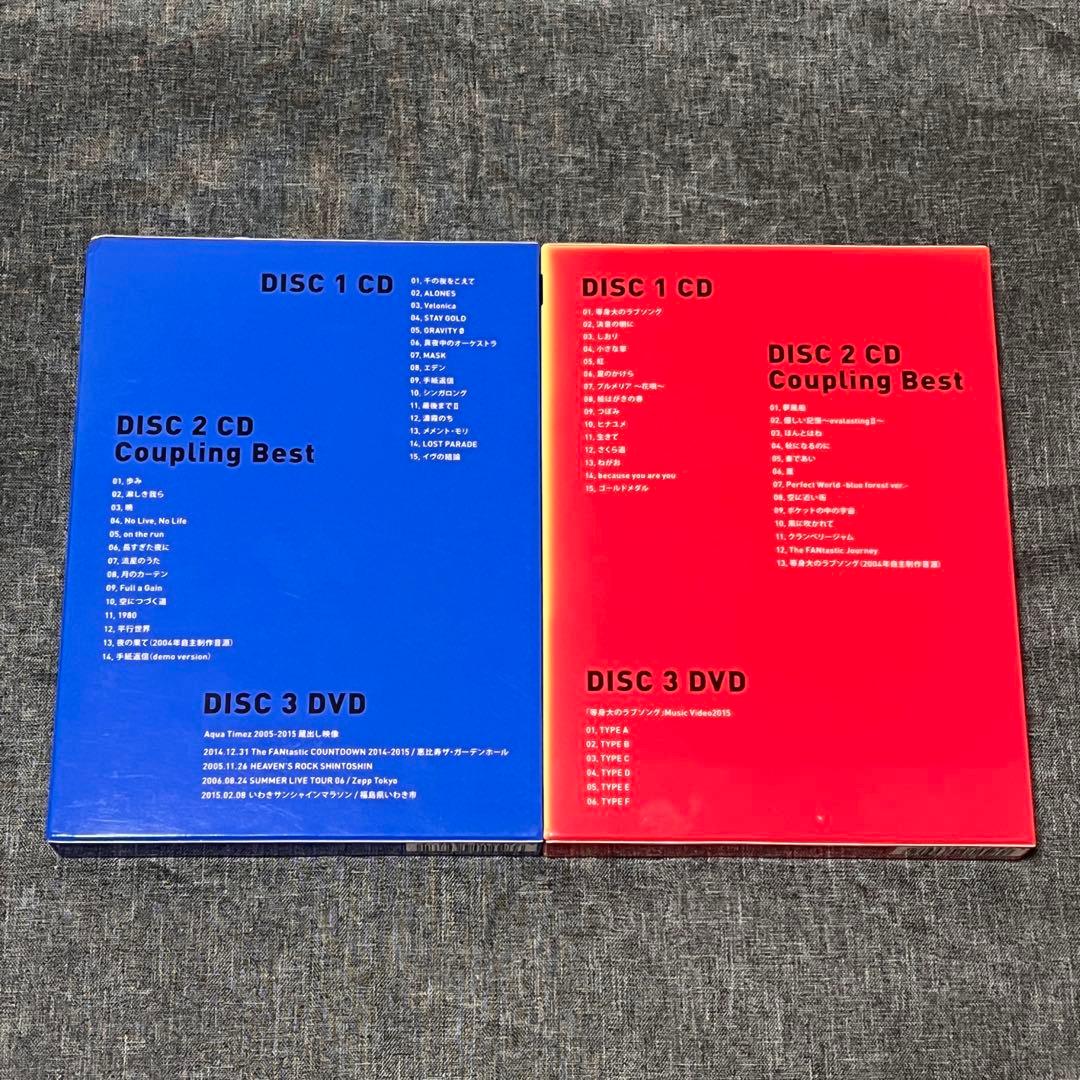 DISC 1 CD
01, 千の夜をこえて
02, ALONES
03, Velonica
04, STAY GOLD
05, GRAVITY Ø
06, 真夜中のオーケストラ
07, MASK
08, エデン
09, 手紙返信
10, シンガロング
11, 最後までⅡ
12, 濃霞のち
13, メメント・モリ
14, LOST PARADE
15, イヴの結論
DISC 2 CD
Coupling Best
01, 歩み
02, 凛しき我ら
03, 暁
04, No Live, No Life
05, on the run
06, 長すぎた夜に
07, 流星のうた
08, 月のカーテン
09, Full a Gain
10, 空につづく道
11, 1980
12, 平行世界
13, 夜の果て(2004年自主制作音源)
14, 手紙返信(demo version)
DISC 3 DVD
Aqua Timez 2005-2015 蔵出し映像
2014.12.31 The FANtastic COUNTDOWN 2014-2015 / 恵比寿ザ・ガーデンホール
2005.11.26 HEAVEN'S ROCK SHINTOSHIN
2006.08.24 SUMMER LIVE TOUR 06 / Zepp Tokyo
2015.02.08 いわきサンシャインマラソン / 福島県いわき市
DISC 1 CD
01, 等身大のラブソング
02, 決意の朝に
03, しおり
04, 小さな掌
05, 虹
06, 夏のかけら
07, プルメリア ～花唄～
08, 絵はがきの春
09, つぼみ
10, ヒナユメ
11, 生きて
12, さくら道
13, ねがお
14, because you are you
15, ゴールドメダル
DISC 2 CD
Coupling Best
01, 夢風船
02, 優しい記憶～evalastingⅡ～
03, ほんとはね
04, 秋になるのに
05, 奏であい
06,
07, Perfect World -blue forest ver.-
08, 空に近い街
09, ポケットの中の宇宙
10, 風に吹かれて
11, クランベリージャム
12, The FANtastic Journey
13, 等身大のラブソング(2004年自主制作音源)
DISC 3 DVD
「等身大のラブソング」Music Video2015
01, TYPE A
02, TYPE B
03, TYPE C
04, TYPE D
05, TYPE E
06, TYPE F